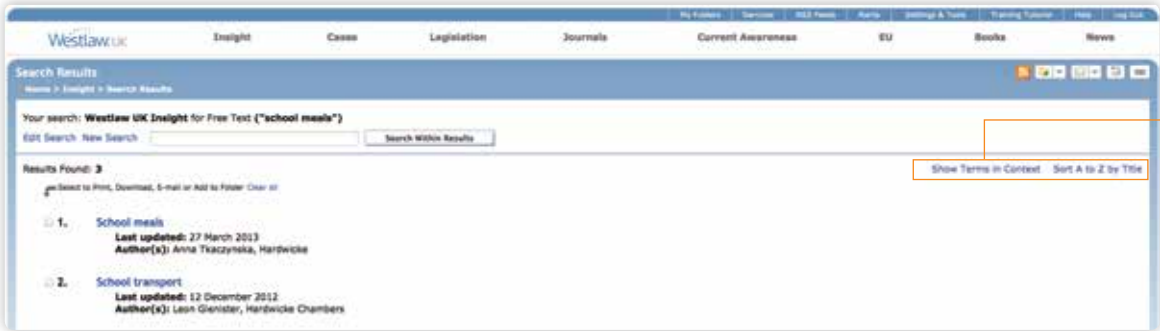 My Folders Services RSS Feeds Alerts Settings & Tools Training Tutorial Help Log Out
Westlaw.UK Insight Cases Legislation Journals Current Awareness EU Books News
Search Results
Home > Insight > Search Results
Your search: Westlaw UK Insight for Free Text ("school meals")
Edit Search New Search Search Within Results
Results Found: 3
Show Terms in Context Sort A to Z by Title
Select to Print, Download, E-mail or Add to Folder Clear All
1. School meals
Last updated: 27 March 2013
Author(s): Anna Tkaczynska, Hardwicke
2. School transport
Last updated: 12 December 2012
Author(s): Leon Glenister, Hardwicke Chambers